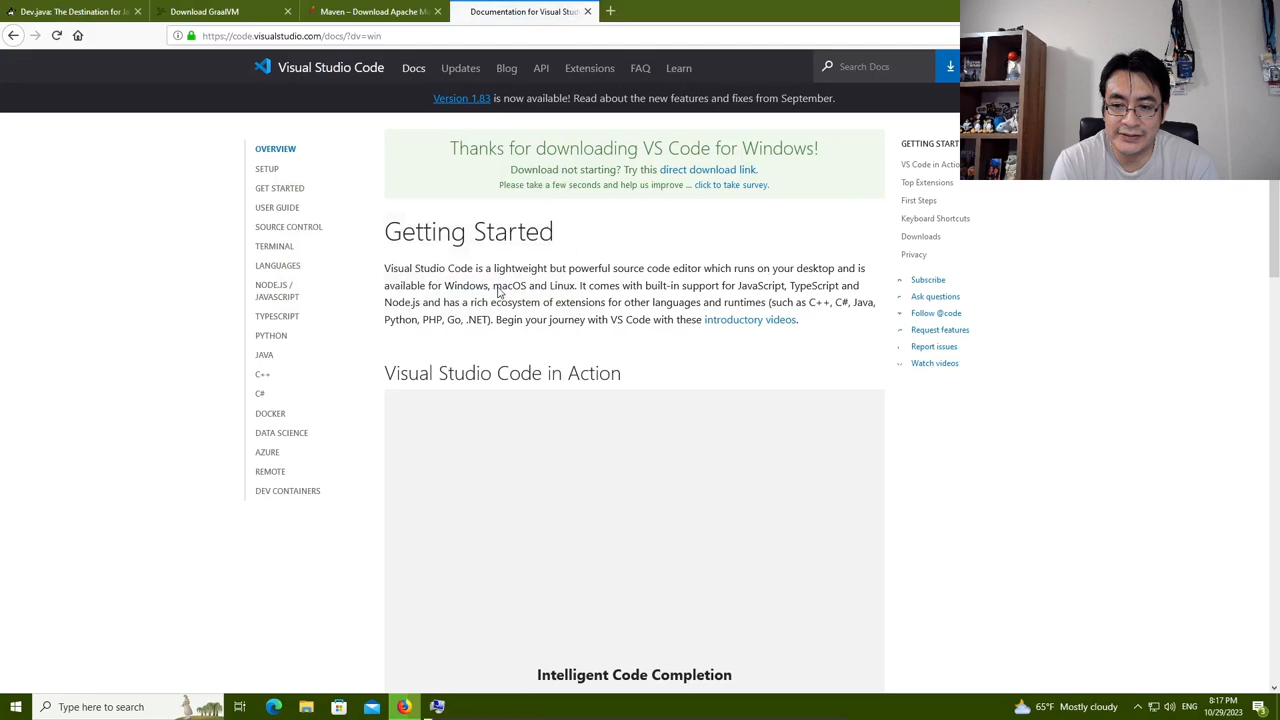 Dev.java: The Destination for Jav
Download GraalVM
Visual Studio Code - Code Editing
Documentation for Visual Studio
https://code.visualstudio.com/docs/?dv=win
Visual Studio Code
Docs
Updates
Blog
API
Extensions
FAQ
Learn
Search Docs
Version 1.83 is now available! Read about the new features and fixes from September.
OVERVIEW
SETUP
GET STARTED
USER GUIDE
SOURCE CONTROL
TERMINAL
LANGUAGES
NODE.JS /
JAVASCRIPT
TYPESCRIPT
PYTHON
JAVA
C++
C#
DOCKER
DATA SCIENCE
AZURE
REMOTE
DEV CONTAINERS
Thanks for downloading VS Code for Windows!
Download not starting? Try this direct download link.
Please take a few seconds and help us improve ... click to take survey.
Getting Started
Visual Studio Code is a lightweight but powerful source code editor which runs on your desktop and is
available for Windows, macOS and Linux. It comes with built-in support for JavaScript, TypeScript and
Node.js and has a rich ecosystem of extensions for other languages and runtimes (such as C++, C#, Java,
Python, PHP, Go, .NET). Begin your journey with VS Code with these introductory videos.
Visual Studio Code in Action
Intelligent Code Completion
GETTING START
VS Code in Actio
Top Extensions
First Steps
Keyboard Shortcuts
Downloads
Privacy
Subscribe
Ask questions
Follow @code
Request features
Report issues
Watch videos
Type here to search
65°F Mostly cloudy
ENG
8:17 PM
10/29/2023
3